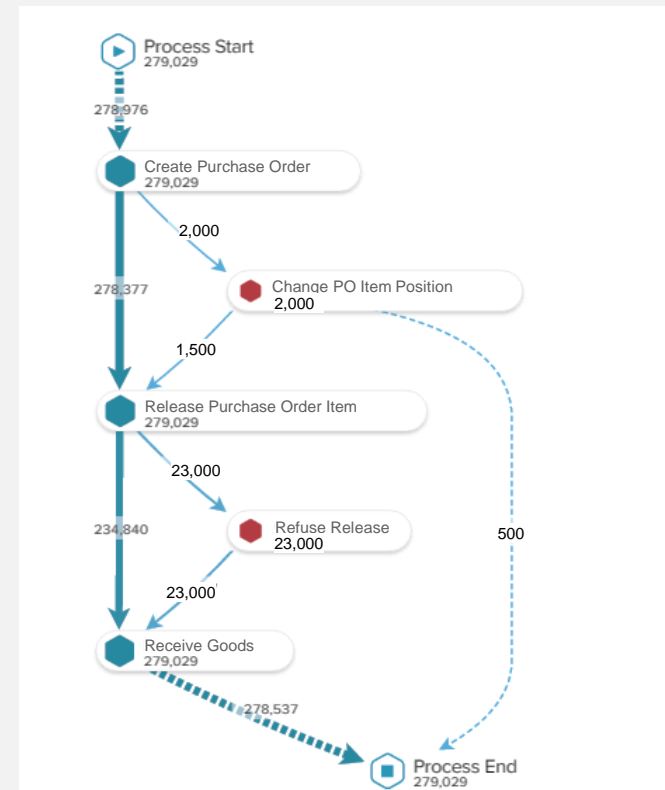 Process Start
279,029
278,976
Create Purchase Order
279,029
2,000
278,377
Change PO Item Position
2,000
1,500
Release Purchase Order Item
279,029
23,000
234,840
Refuse Release
23,000
500
23,000
Receive Goods
279,029
278,537
Process End
279,029